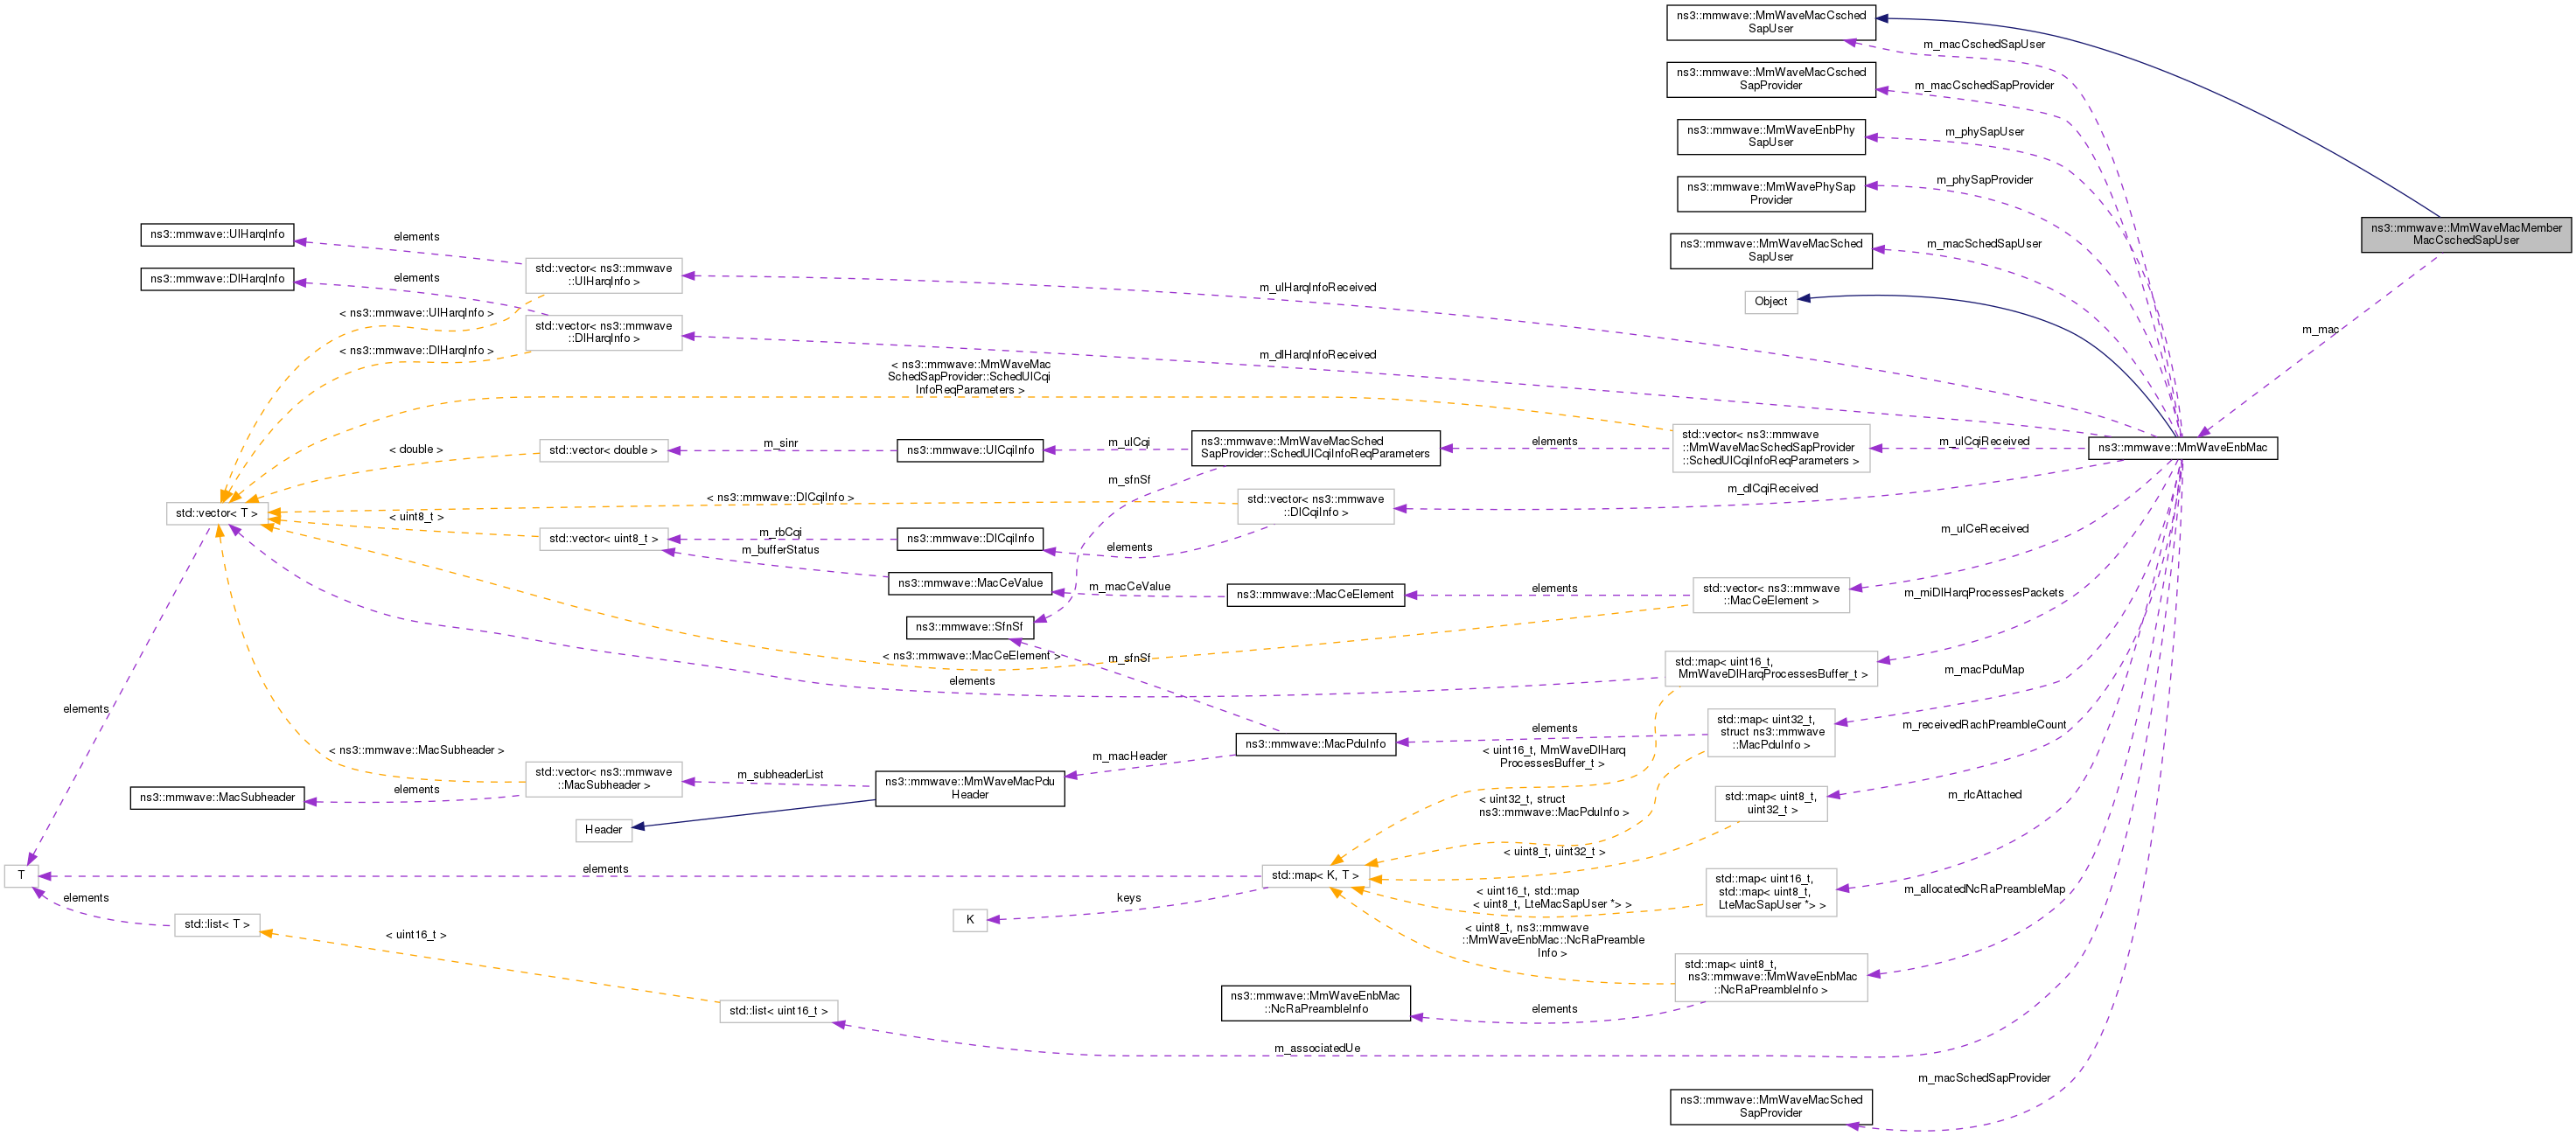 ns3::mmwave::MmWaveMacCsched
SapUser
m_macCschedSapUser
ns3::mmwave::MmWaveMacCsched
SapProvider
m_macCschedSapProvider
ns3::mmwave::MmWaveEnbPhy
SapUser
m_phySapUser
ns3::mmwave::MmWavePhySap
Provider
m_phySapProvider
ns3::mmwave::MmWaveMacSched
SapUser
m_macSchedSapUser
ns3::mmwave::MmWaveMacMember
MacCschedSapUser
Object
m_mac
ns3::mmwave::UlHarqInfo
elements
std::vector< ns3::mmwave
::UlHarqInfo >
m_ulHarqInfoReceived
ns3::mmwave::DlHarqInfo
elements
< ns3::mmwave::UlHarqInfo >
std::vector< ns3::mmwave
::DlHarqInfo >
m_dlHarqInfoReceived
< ns3::mmwave::DlHarqInfo >
< ns3::mmwave::MmWaveMac
SchedSapProvider::SchedUlCqi
InfoReqParameters >
< double >
std::vector< double >
m_sinr
ns3::mmwave::UlCqiInfo
m_ulCqi
ns3::mmwave::MmWaveMacSched
SapProvider::SchedUlCqiInfoReqParameters
elements
std::vector< ns3::mmwave
::MmWaveMacSchedSapProvider
::SchedUlCqiInfoReqParameters >
m_ulCqiReceived
ns3::mmwave::MmWaveEnbMac
m_sfnSf
m_dlCqiReceived
std::vector< T >
< uint8_t >
< ns3::mmwave::DlCqiInfo >
std::vector< ns3::mmwave
::DlCqiInfo >
std::vector< uint8_t >
m_rbCqi
m_bufferStatus
ns3::mmwave::DlCqiInfo
elements
m_ulCeReceived
ns3::mmwave::MacCeValue
m_macCeValue
ns3::mmwave::MacCeElement
elements
std::vector< ns3::mmwave
::MacCeElement >
m_miDlHarqProcessesPackets
ns3::mmwave::SfnSf
< ns3::mmwave::MacCeElement >
m_sfnSf
elements
std::map< uint16_t,
MmWaveDlHarqProcessesBuffer_t >
m_macPduMap
elements
std::map< uint32_t,
struct ns3::mmwave
::MacPduInfo >
m_receivedRachPreambleCount
elements
ns3::mmwave::MacPduInfo
< uint16_t, MmWaveDlHarq
ProcessesBuffer_t >
< ns3::mmwave::MacSubheader >
m_macHeader
std::vector< ns3::mmwave
::MacSubheader >
m_subheaderList
ns3::mmwave::MmWaveMacPdu
Header
ns3::mmwave::MacSubheader
elements
< uint32_t, struct
ns3::mmwave::MacPduInfo >
std::map< uint8_t,
uint32_t >
m_rlcAttached
Header
< uint8_t, uint32_t >
T
elements
std::map< K, T >
< uint16_t, std::map
< uint8_t, LteMacSapUser *> >
std::map< uint16_t,
std::map< uint8_t,
LteMacSapUser *> >
m_allocatedNcRaPreambleMap
elements
keys
K
std::list< T >
< uint16_t >
< uint8_t, ns3::mmwave
::MmWaveEnbMac::NcRaPreamble
Info >
std::map< uint8_t,
ns3::mmwave::MmWaveEnbMac
::NcRaPreambleInfo >
ns3::mmwave::MmWaveEnbMac
::NcRaPreambleInfo
elements
std::list< uint16_t >
m_associatedUe
m_macSchedSapProvider
ns3::mmwave::MmWaveMacSched
SapProvider